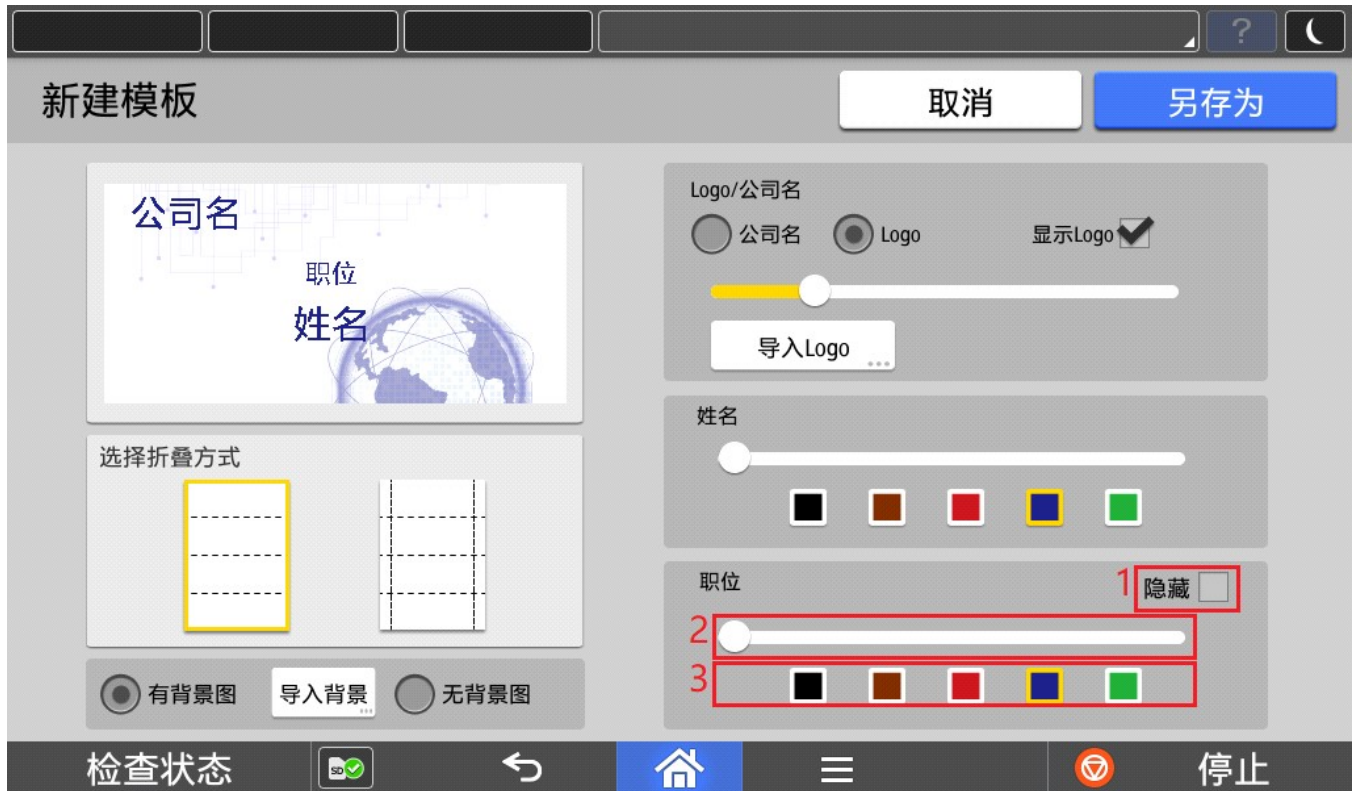 ?
新建模板
取消
另存为
公司名
职位
姓名
Logo/公司名
公司名
Logo
显示Logo
导入Logo
...
姓名
选择折叠方式
职位
1
隐藏
2
3
有背景图
导入背景
...
无背景图
检查状态
SD
停止